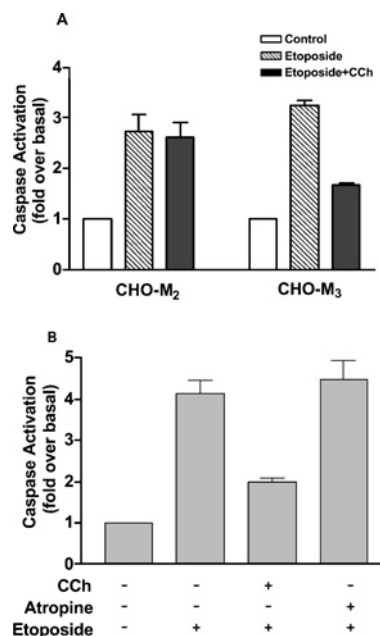 A
Control
Etoposide
Etoposide+CCh
Caspase Activation
(fold over basal)
4
3
2
1
0
CHO-M₂
CHO-M₃
B
Caspase Activation
(fold over basal)
5
4
3
2
1
0
CCh - - + -
Atropine - - - +
Etoposide - + + +